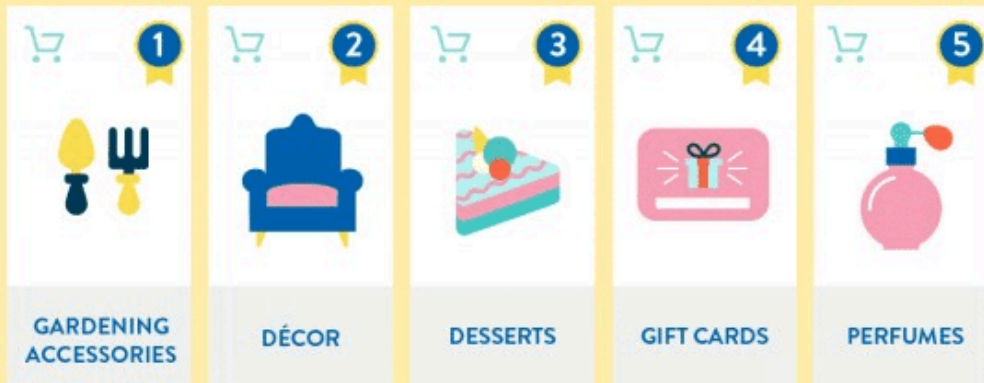 1
2
3
4
5
GARDENING
ACCESSORIES
DÉCOR
DESSERTS
GIFT CARDS
PERFUMES